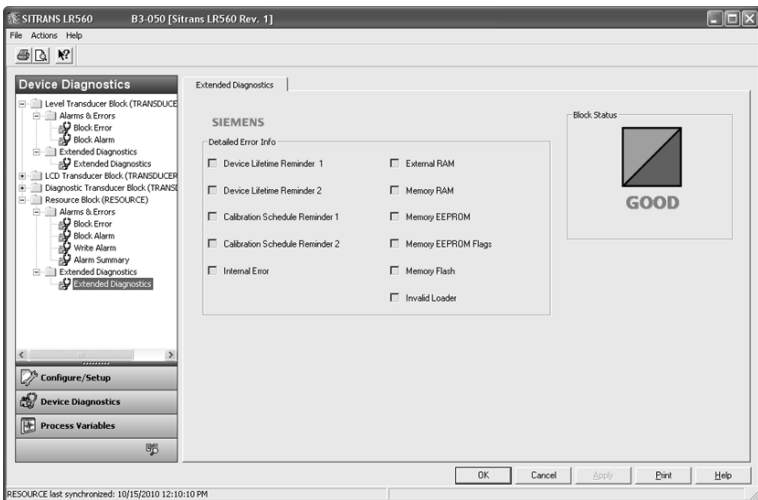 SITRANS LR560 B3-050 [Sitrans LR560 Rev. 1]
File Actions Help
Device Diagnostics
Level Transducer Block (TRANSDUCE
Alarms & Errors
Block Error
Block Alarm
Extended Diagnostics
Extended Diagnostics
LCD Transducer Block (TRANSDUCER
Diagnostic Transducer Block (TRANSI
Resource Block (RESOURCE)
Alarms & Errors
Block Error
Block Alarm
Write Alarm
Alarm Summary
Extended Diagnostics
Extended Diagnostics
Configure/Setup
Device Diagnostics
Process Variables
Extended Diagnostics
SIEMENS
Detailed Error Info
Device Lifetime Reminder 1
Device Lifetime Reminder 2
Calibration Schedule Reminder 1
Calibration Schedule Reminder 2
Internal Error
External RAM
Memory RAM
Memory EEPROM
Memory EEPROM Flags
Memory Flash
Invalid Loader
Block Status
GOOD
OK Cancel Apply Print Help
RESOURCE last synchronized: 10/15/2010 12:10:10 PM